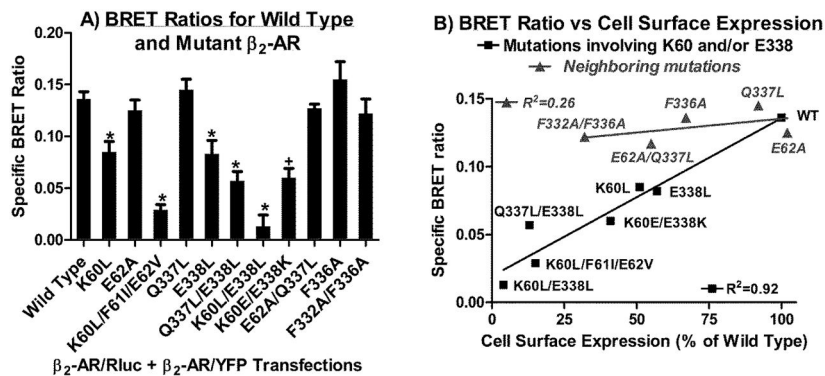 A) BRET Ratios for Wild Type
and Mutant β2-AR
Specific BRET Ratio
0.20
0.15
0.10
0.05
0.00
*
*
*
*
*
+
Wild Type
K60L
E62A
K60L/F61I/E62V
Q337L
E338L
Q337L/E338L
K60L/E338L
K60E/E338K
E62A/Q337L
F336A
F332A/F336A
β2-AR/Rluc + β2-AR/YFP Transfections
B) BRET Ratio vs Cell Surface Expression
Mutations involving K60 and/or E338
Neighboring mutations
Specific BRET ratio
0.15
0.10
0.05
0.00
R2=0.26
Q337L
F336A
F332A/F336A
WT
E62A/Q337L
E62A
K60L
E338L
Q337L/E338L
K60E/E338K
K60L/F61I/E62V
K60L/E338L
R2=0.92
0
25
50
75
100
Cell Surface Expression (% of Wild Type)